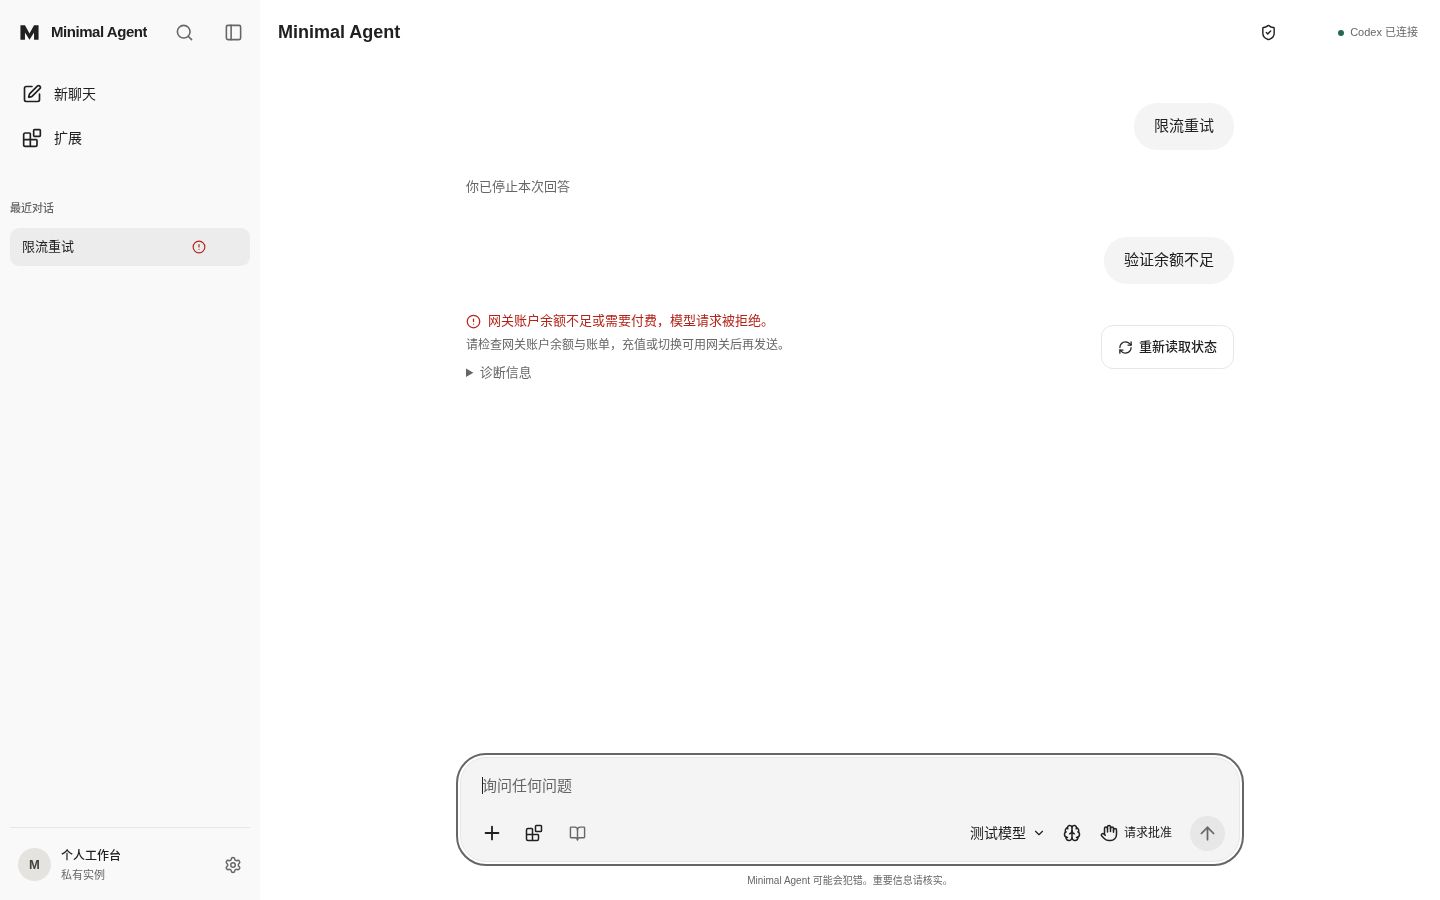 Minimal Agent
新聊天
扩展
最近对话
限流重试
M
个人工作台
私有实例
Minimal Agent
Codex 已连接
限流重试
你已停止本次回答
验证余额不足
网关账户余额不足或需要付费，模型请求被拒绝。
请检查网关账户余额与账单，充值或切换可用网关后再发送。
诊断信息
重新读取状态
询问任何问题
测试模型
请求批准
Minimal Agent 可能会犯错。重要信息请核实。